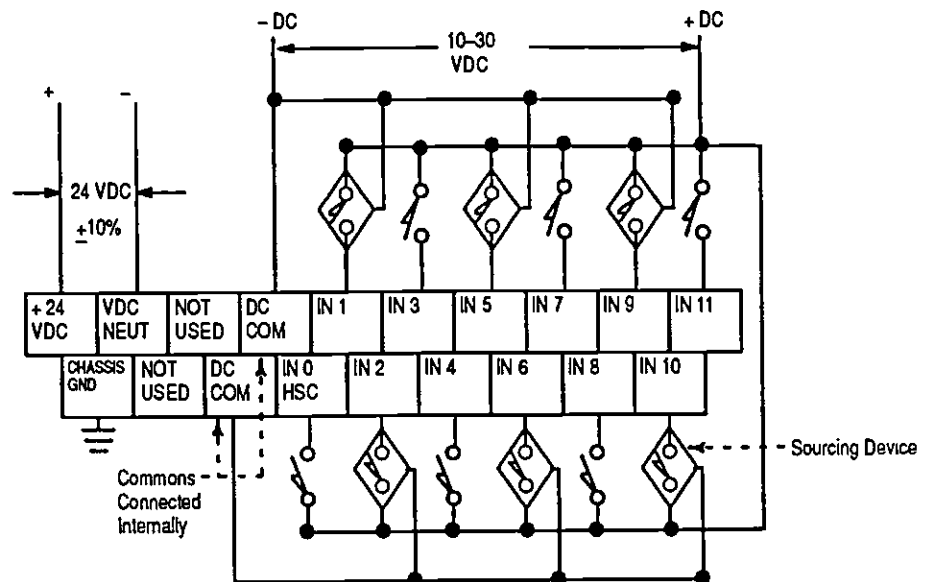 – DC
+ DC
10–30
VDC
+
–
24 VDC
±10%
+ 24
VDC
VDC
NEUT
NOT
USED
DC
COM
IN 1
IN 3
IN 5
IN 7
IN 9
IN 11
CHASSIS
GND
NOT
USED
DC
COM
IN 0
HSC
IN 2
IN 4
IN 6
IN 8
IN 10
Sourcing Device
Commons
Connected
Internally